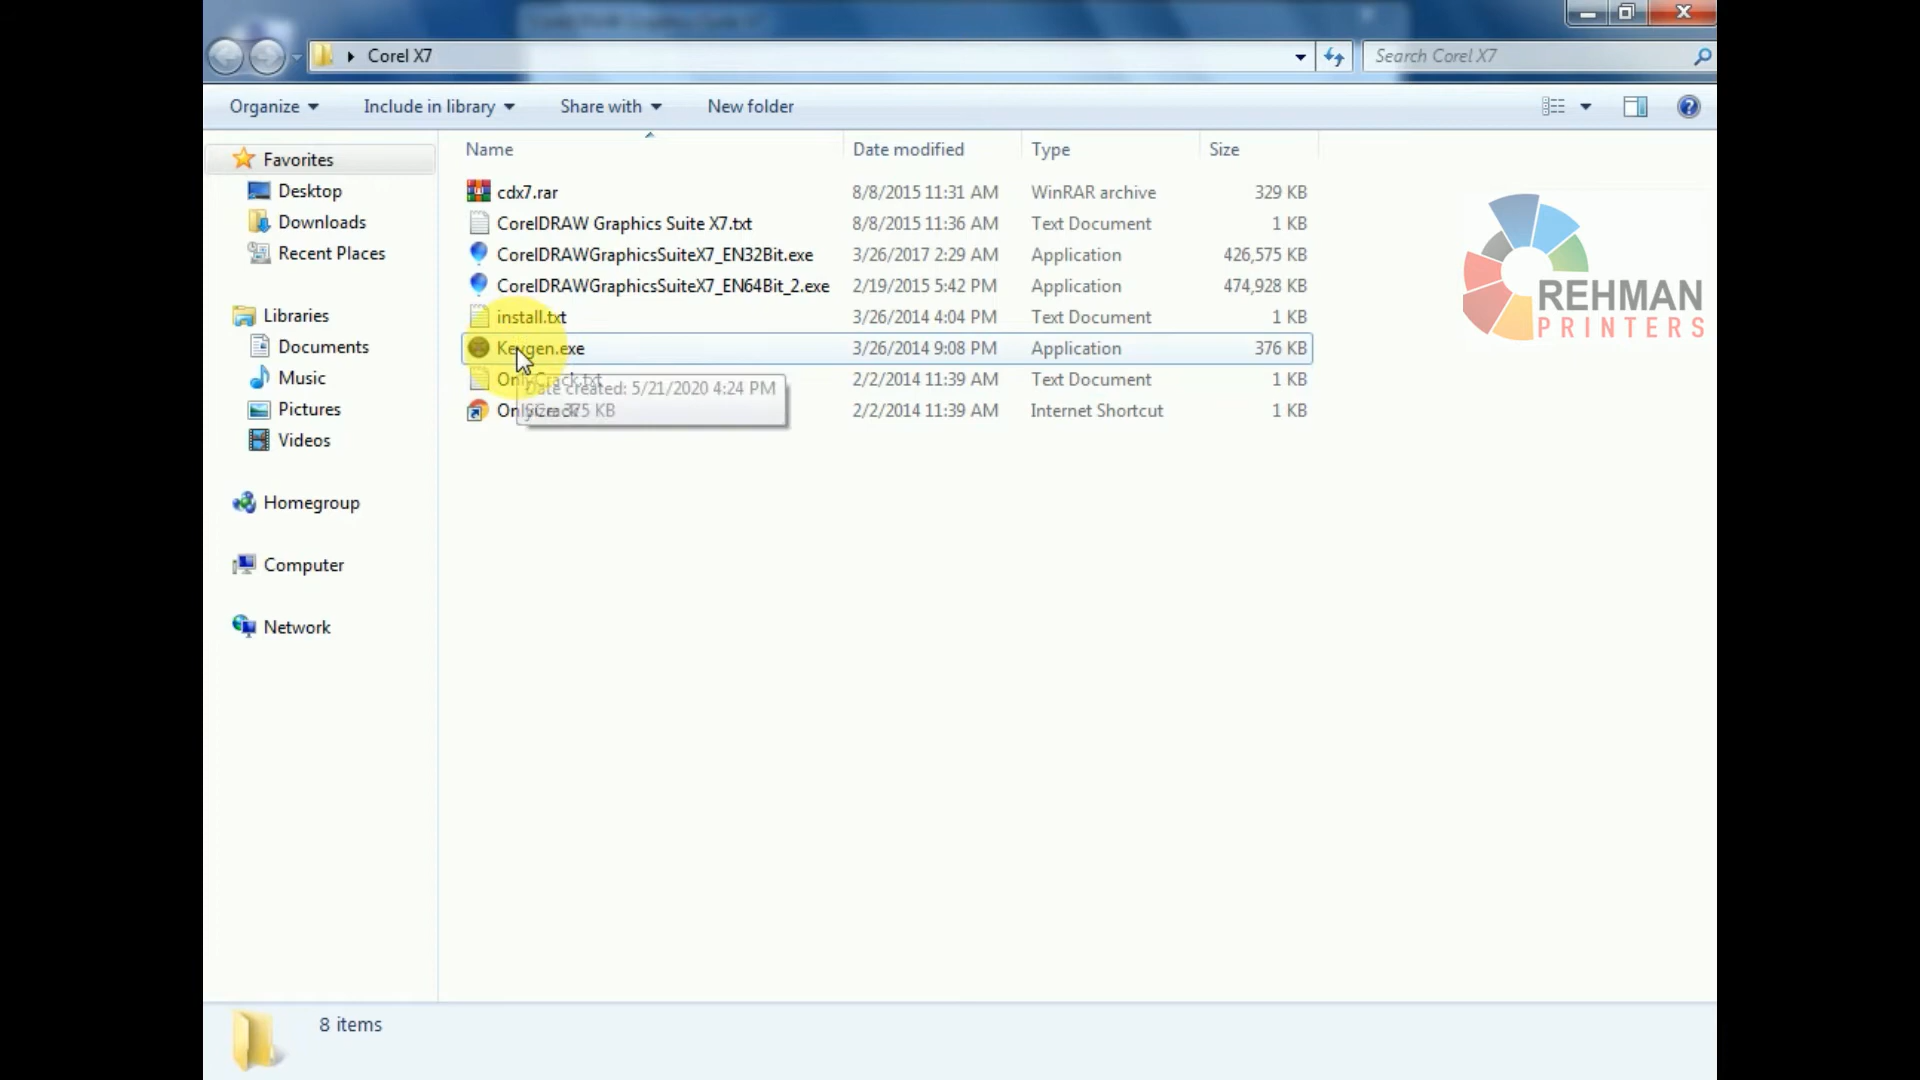 Corel X7
Search Corel X7
Organize Include in library Share with New folder
Name Date modified Type Size
Favorites
Desktop
Downloads
Recent Places
Libraries
Documents
Music
Pictures
Videos
Homegroup
Computer
Network
cdx7.rar 8/8/2015 11:31 AM WinRAR archive 329 KB
CorelDRAW Graphics Suite X7.txt 8/8/2015 11:36 AM Text Document 1 KB
CorelDRAWGraphicsSuiteX7_EN32Bit.exe 3/26/2017 2:29 AM Application 426,575 KB
CorelDRAWGraphicsSuiteX7_EN64Bit_2.exe 2/19/2015 5:42 PM Application 474,928 KB
install.txt 3/26/2014 4:04 PM Text Document 1 KB
Keygen.exe 3/26/2014 9:08 PM Application 376 KB
OnlyCrack.txt 2/2/2014 11:39 AM Text Document 1 KB
Date created: 5/21/2020 4:24 PM
2/2/2014 11:39 AM Internet Shortcut 1 KB
REHMAN
PRINTERS
8 items